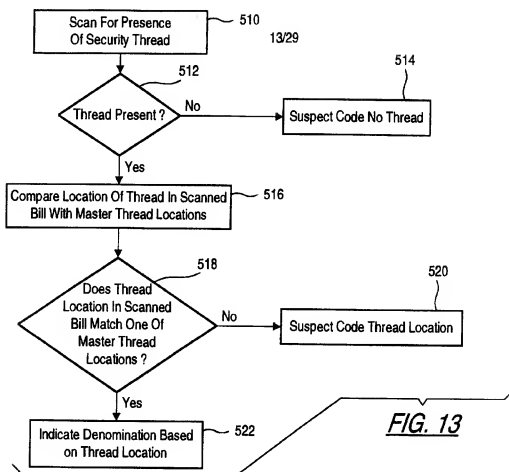 Scan For Presence
Of Security Thread
510
13/29
512
514
Thread Present ?
No
Suspect Code No Thread
Yes
Compare Location Of Thread In Scanned
Bill With Master Thread Locations
516
518
Does Thread
Location In Scanned
Bill Match One Of
Master Thread
Locations ?
520
No
Suspect Code Thread Location
Yes
Indicate Denomination Based
on Thread Location
522
FIG. 13